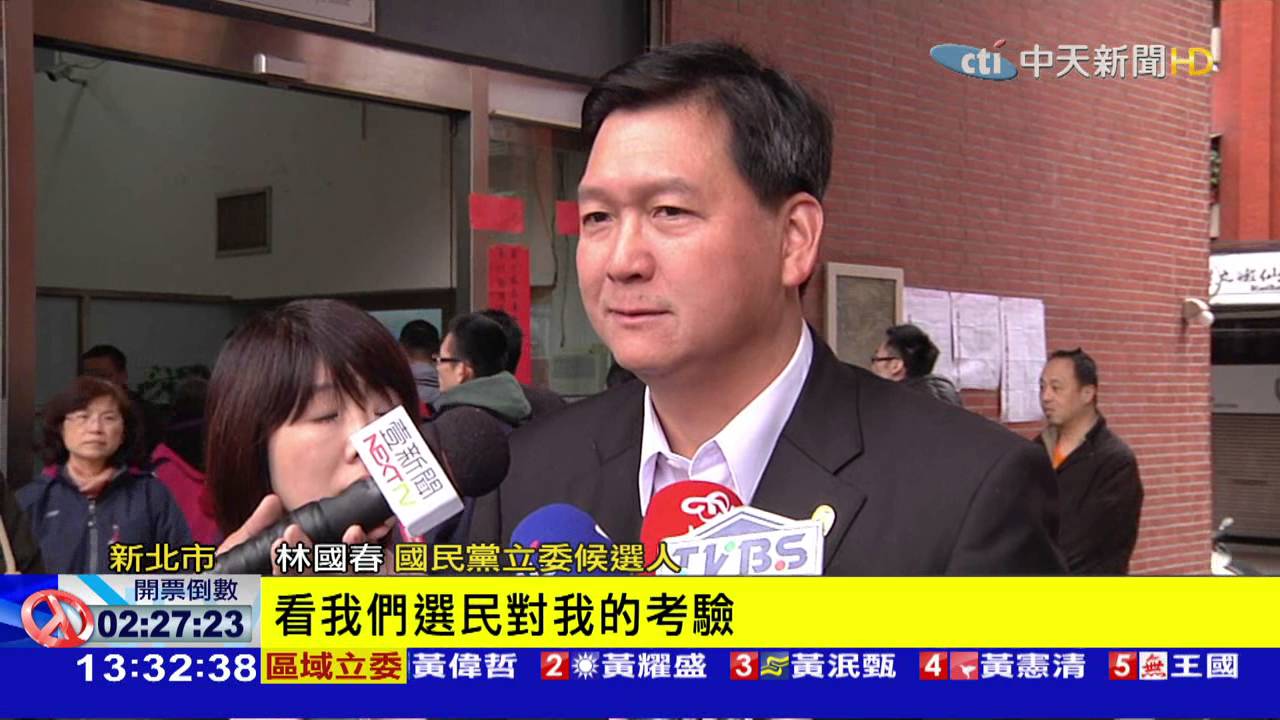 cti 中天新聞HD
壹新聞
NEXT
TVBS
新北市
林國春 國民黨立委候選人
開票倒數
02:27:23
看我們選民對我的考驗
13:32:38
區域立委 黃偉哲 2 黃耀盛 3 黃泯甄 4 黃憲清 5 無 王國